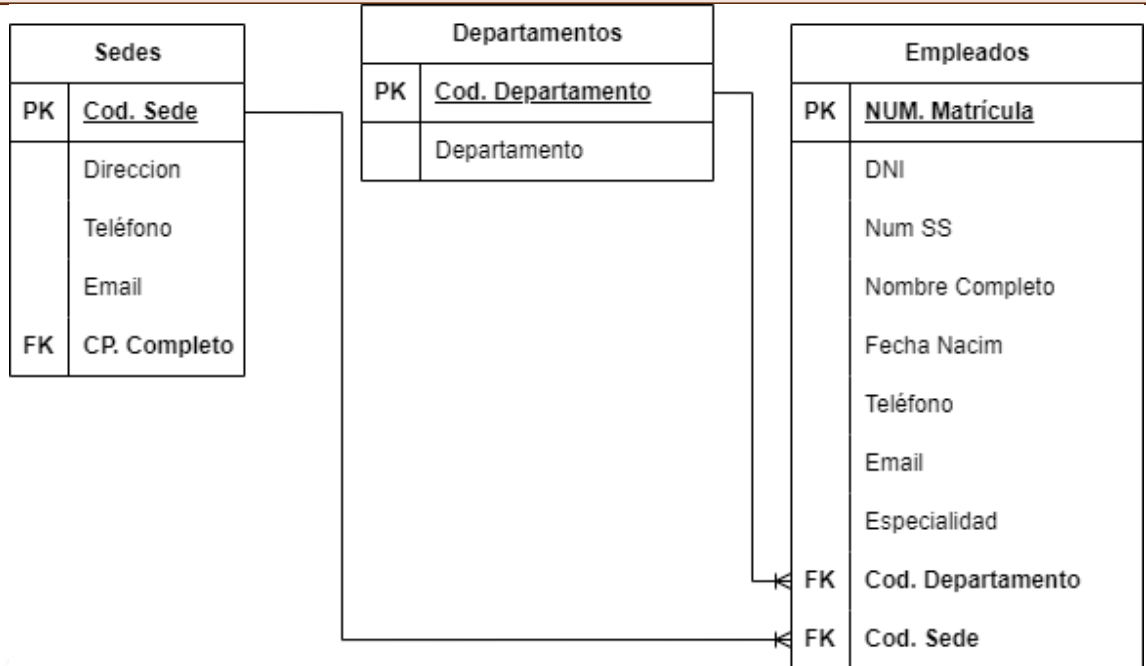 Sedes
PK Cod. Sede
Direccion
Teléfono
Email
FK CP. Completo
Departamentos
PK Cod. Departamento
Departamento
Empleados
PK NUM. Matrícula
DNI
Num SS
Nombre Completo
Fecha Nacim
Teléfono
Email
Especialidad
FK Cod. Departamento
FK Cod. Sede